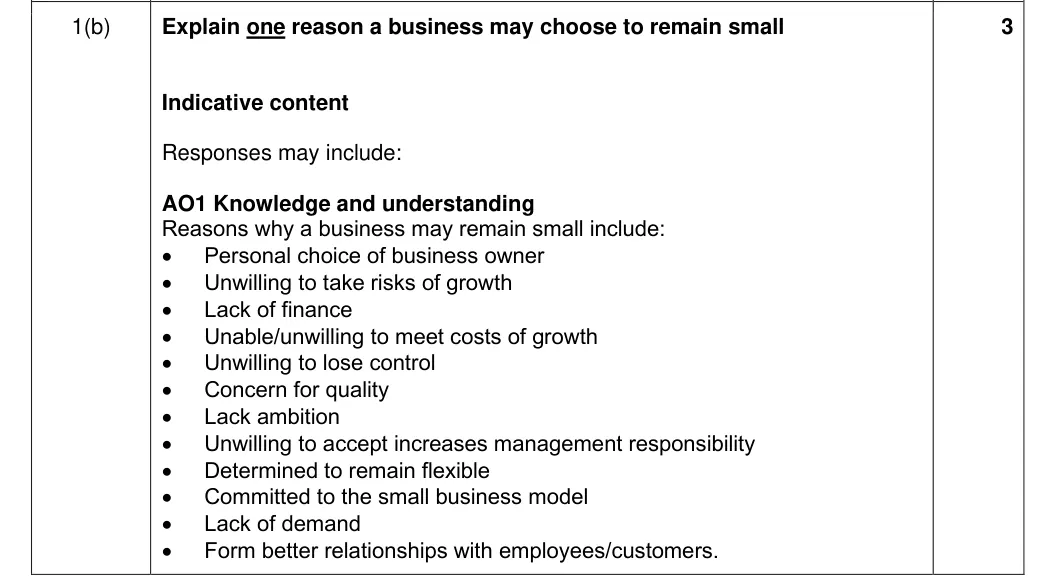 1(b) Explain one reason a business may choose to remain small 3
Indicative content
Responses may include:
AO1 Knowledge and understanding
Reasons why a business may remain small include:
• Personal choice of business owner
• Unwilling to take risks of growth
• Lack of finance
• Unable/unwilling to meet costs of growth
• Unwilling to lose control
• Concern for quality
• Lack ambition
• Unwilling to accept increases management responsibility
• Determined to remain flexible
• Committed to the small business model
• Lack of demand
• Form better relationships with employees/customers.